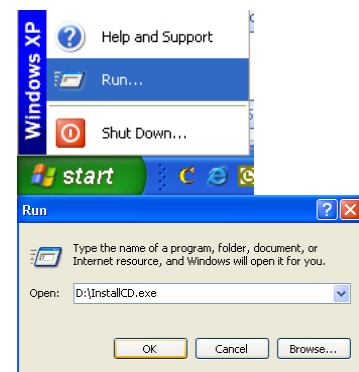 Windows XP
Help and Support
Run...
Shut Down...
start
Run
Type the name of a program, folder, document, or
Internet resource, and Windows will open it for you.
Open: D:\InstallCD.exe
OK Cancel Browse...